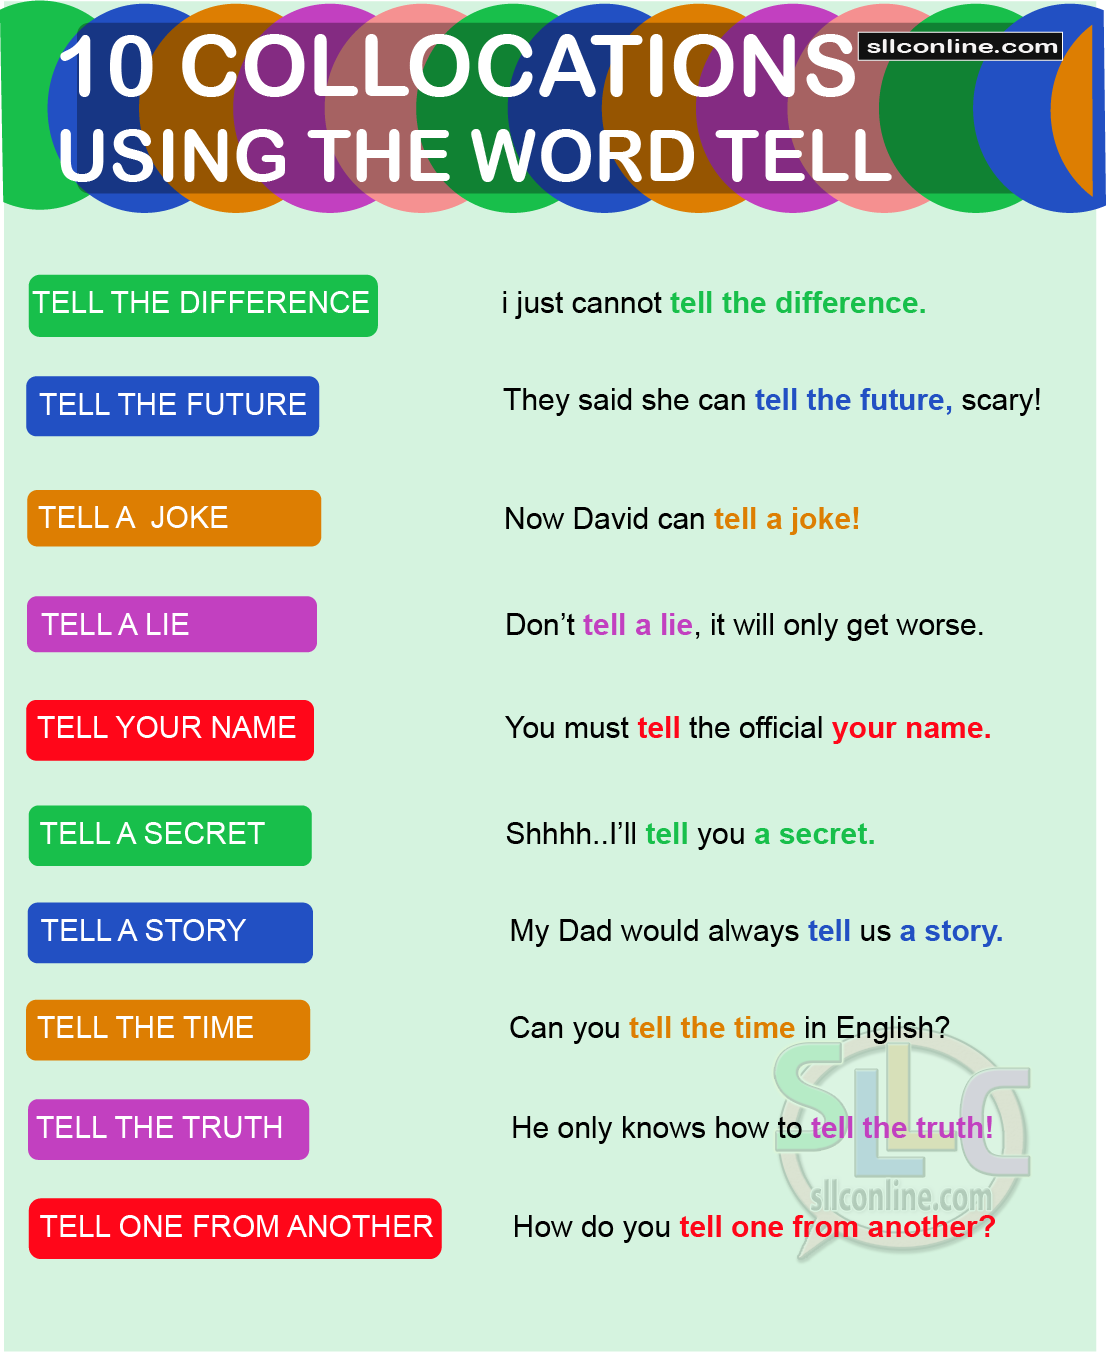 10 COLLOCATIONS
sllconline.com
USING THE WORD TELL
TELL THE DIFFERENCE
i just cannot tell the difference.
TELL THE FUTURE
They said she can tell the future, scary!
TELL A JOKE
Now David can tell a joke!
TELL A LIE
Don’t tell a lie, it will only get worse.
TELL YOUR NAME
You must tell the official your name.
TELL A SECRET
Shhhh..I’ll tell you a secret.
TELL A STORY
My Dad would always tell us a story.
TELL THE TIME
Can you tell the time in English?
TELL THE TRUTH
He only knows how to tell the truth!
SLLC
sllconline.com
TELL ONE FROM ANOTHER
How do you tell one from another?